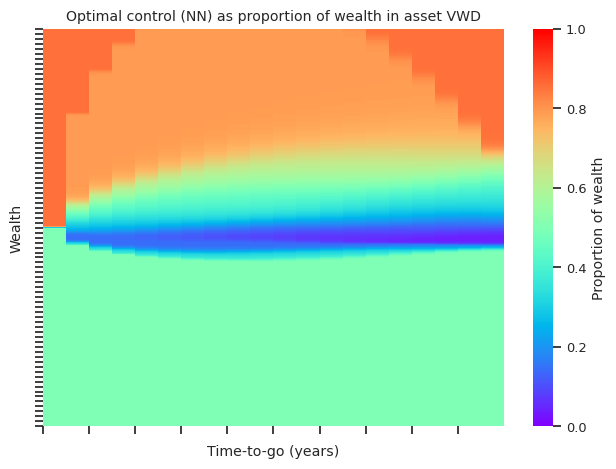 Optimal control (NN) as proportion of wealth in asset VWD
Wealth
Time-to-go (years)
1.0
0.8
0.6
0.4
0.2
0.0
Proportion of wealth